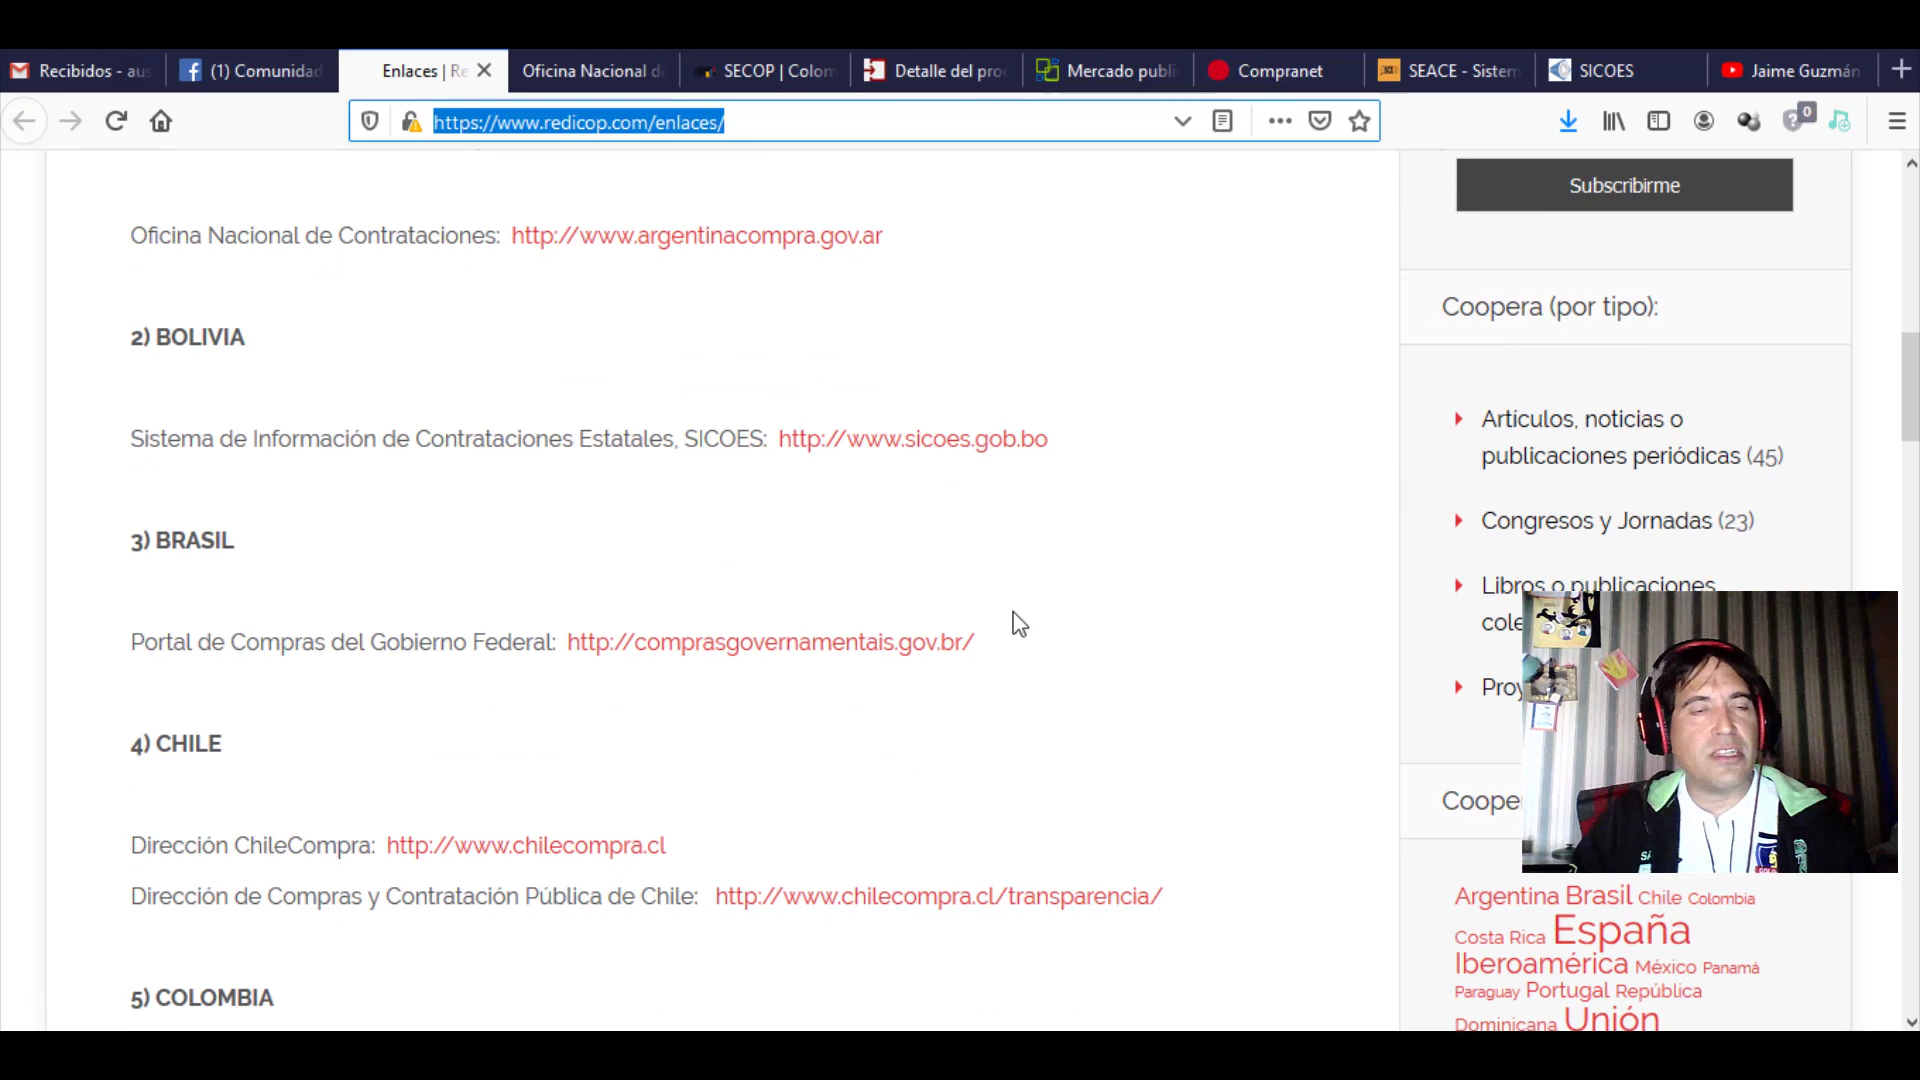 Recibidos - aus
(1) Comunidad
Enlaces | Re
Oficina Nacional de
SECOP | Colom
Detalle del proc
Mercado publi
Compranet
SEACE - Sistem
SICOES
Jaime Guzmán
https://www.redicop.com/enlaces/
0
Oficina Nacional de Contrataciones: http://www.argentinacompra.gov.ar
2) BOLIVIA
Sistema de Información de Contrataciones Estatales, SICOES: http://www.sicoes.gob.bo
3) BRASIL
Portal de Compras del Gobierno Federal: http://comprasgovernamentais.gov.br/
4) CHILE
Dirección ChileCompra: http://www.chilecompra.cl
Dirección de Compras y Contratación Pública de Chile: http://www.chilecompra.cl/transparencia/
5) COLOMBIA
Subscribirme
Coopera (por tipo):
Articulos, noticias o
publicaciones periódicas (45)
Congresos y Jornadas (23)
Libros o publicaciones
cole
Proy
Cooper
Argentina Brasil Chile Colombia
Costa Rica España
Iberoamérica México Panamá
Paraguay Portugal República
Dominicana Unión